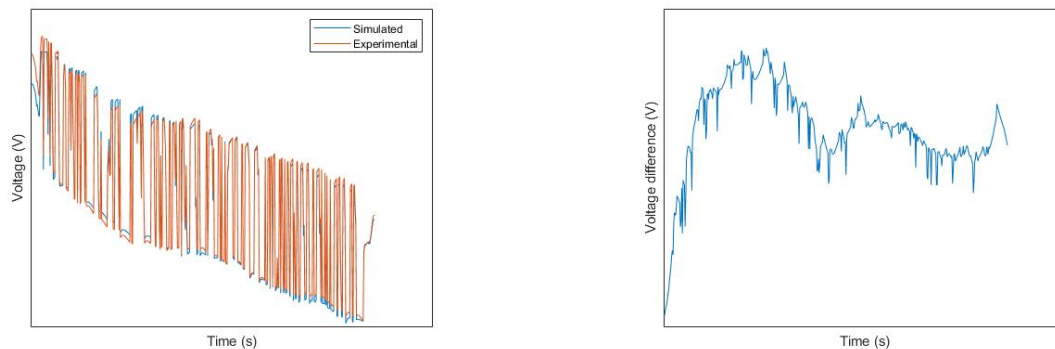 Simulated
Experimental
Voltage (V)
Time (s)
Voltage difference (V)
Time (s)